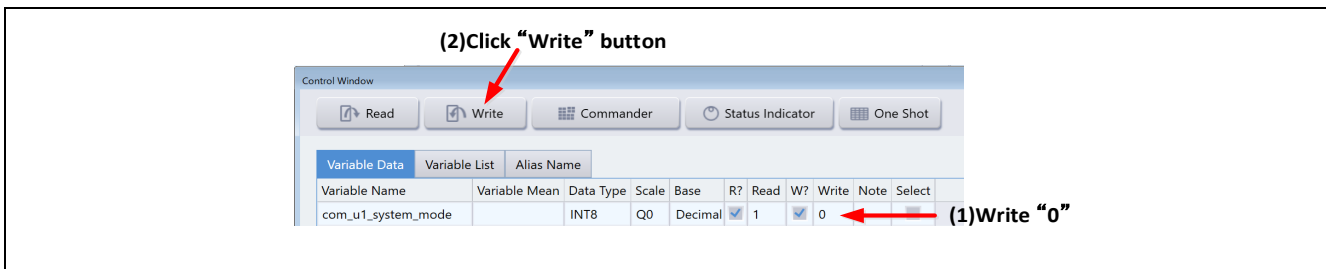 (2)Click “Write” button
Control Window
Read Write Commander Status Indicator One Shot
Variable Data Variable List Alias Name
Variable Name Variable Mean Data Type Scale Base R? Read W? Write Note Select
com_u1_system_mode INT8 Q0 Decimal 1 0
(1)Write “0”